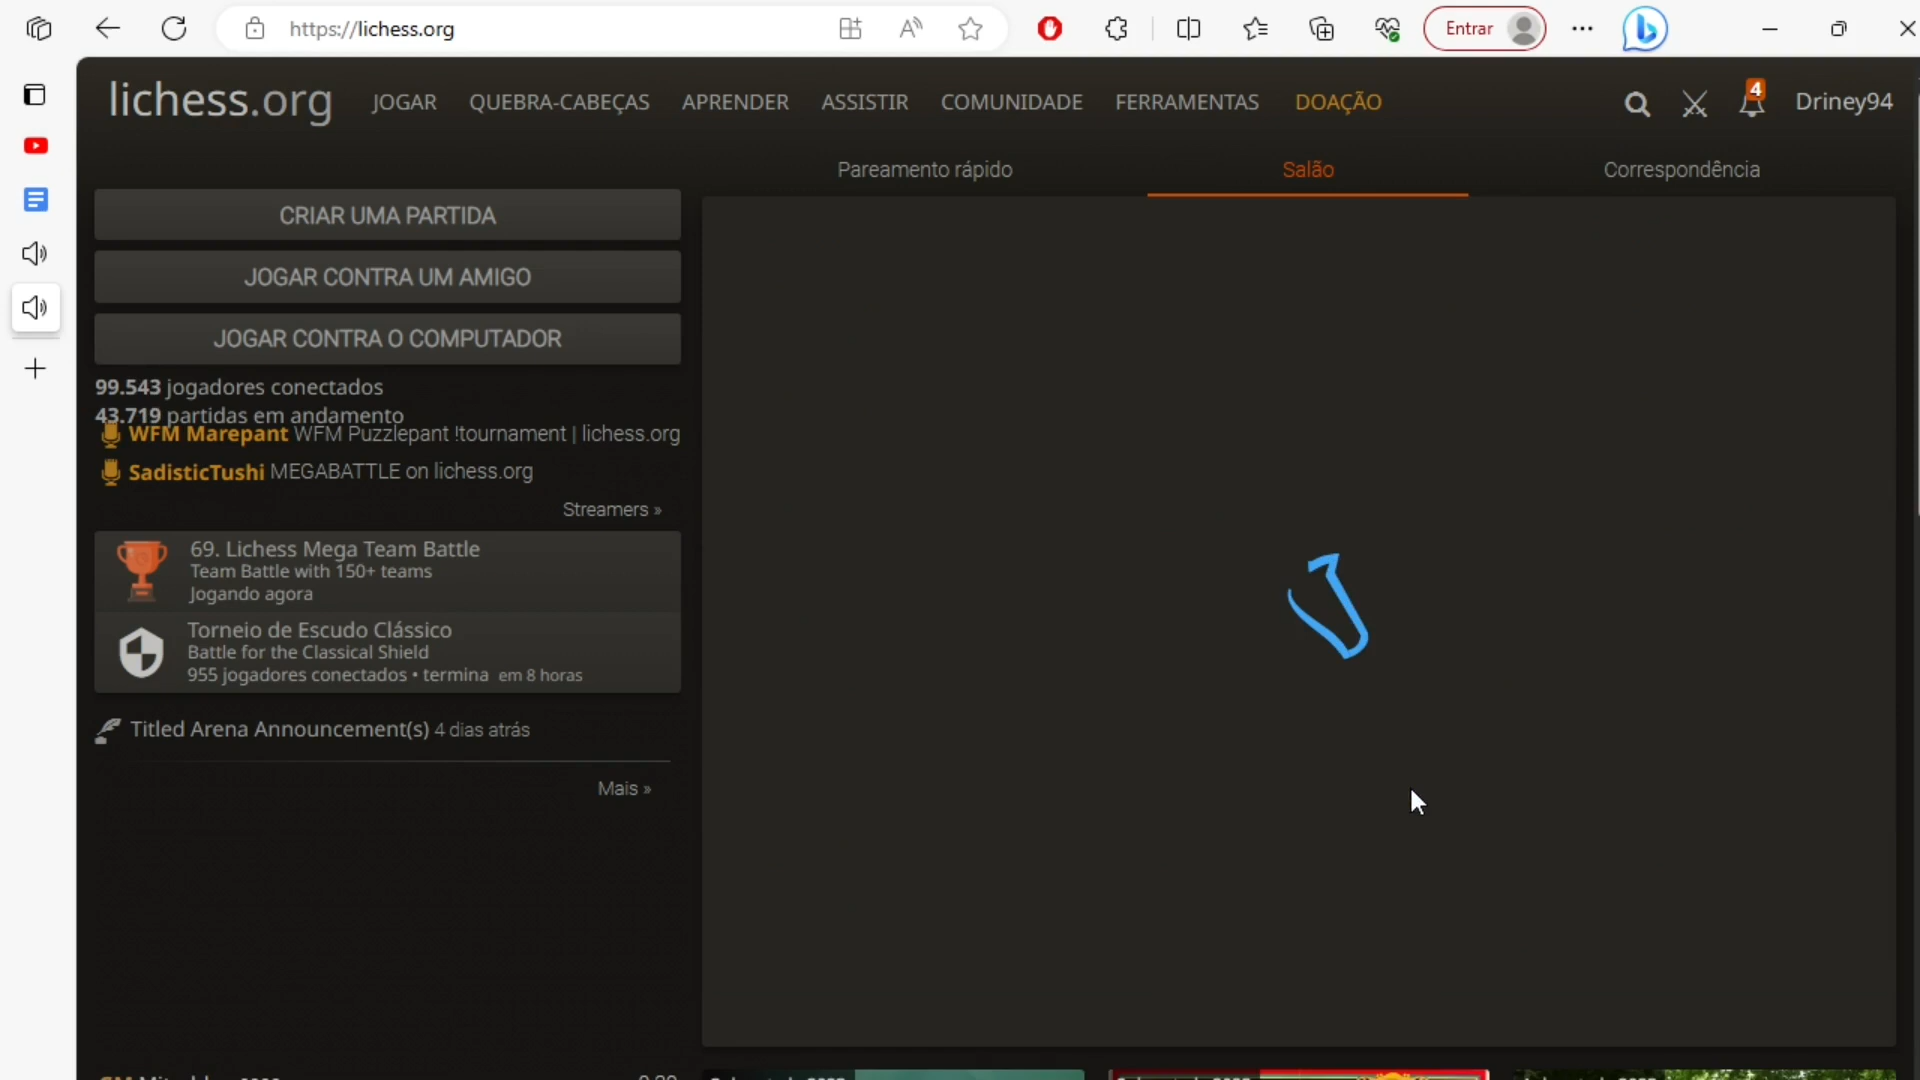 https://lichess.org
Entrar
lichess.org
JOGAR QUEBRA-CABEÇAS APRENDER ASSISTIR COMUNIDADE FERRAMENTAS DOAÇÃO
4
Driney94
Pareamento rápido Salão Correspondência
CRIAR UMA PARTIDA
JOGAR CONTRA UM AMIGO
JOGAR CONTRA O COMPUTADOR
99.543 jogadores conectados
43.719 partidas em andamento
WFM Marepant WFM Puzzlepant !tournament | lichess.org
SadisticTushi MEGABATTLE on lichess.org
Streamers »
69. Lichess Mega Team Battle
Team Battle with 150+ teams
Jogando agora
Torneio de Escudo Clássico
Battle for the Classical Shield
955 jogadores conectados • termina em 8 horas
Titled Arena Announcement(s) 4 dias atrás
Mais »